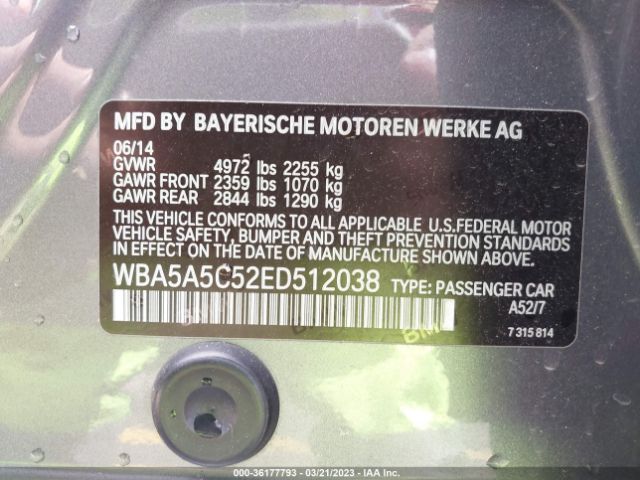 MFD BY BAYERISCHE MOTOREN WERKE AG
06/14
GVWR 4972 lbs 2255 kg
GAWR FRONT 2359 lbs 1070 kg
GAWR REAR 2844 lbs 1290 kg
THIS VEHICLE CONFORMS TO ALL APPLICABLE U.S.FEDERAL MOTOR
VEHICLE SAFETY, BUMPER AND THEFT PREVENTION STANDARDS
IN EFFECT ON THE DATE OF MANUFACTURE SHOWN ABOVE.
WBA5A5C52ED512038 TYPE: PASSENGER CAR
A52/7
7 315 814
000-36177793 - 03/21/2023 - IAA Inc.